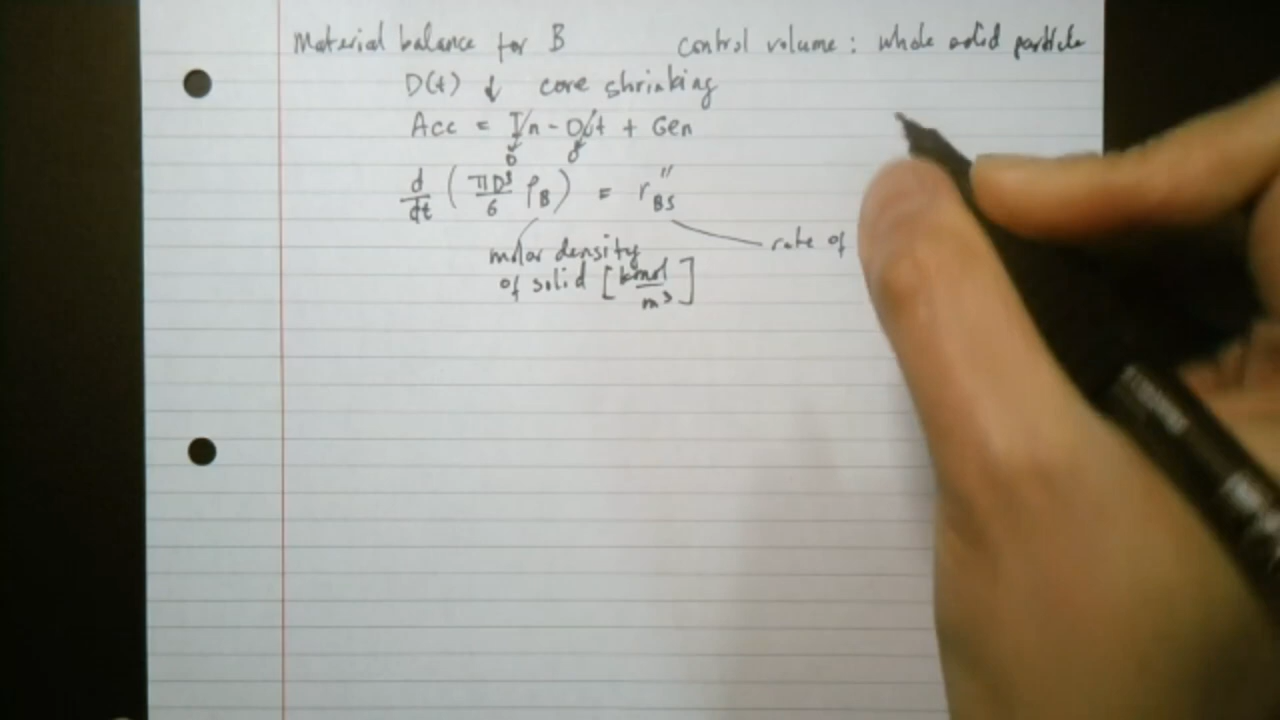 Material balance for B control volume: whole solid particle
D(t) ↓ core shrinking
Acc = In - Out + Gen
0 0
d/dt (πD³/6 ρB) = rBS"
molar density rate of
of solid [kmol/m³]